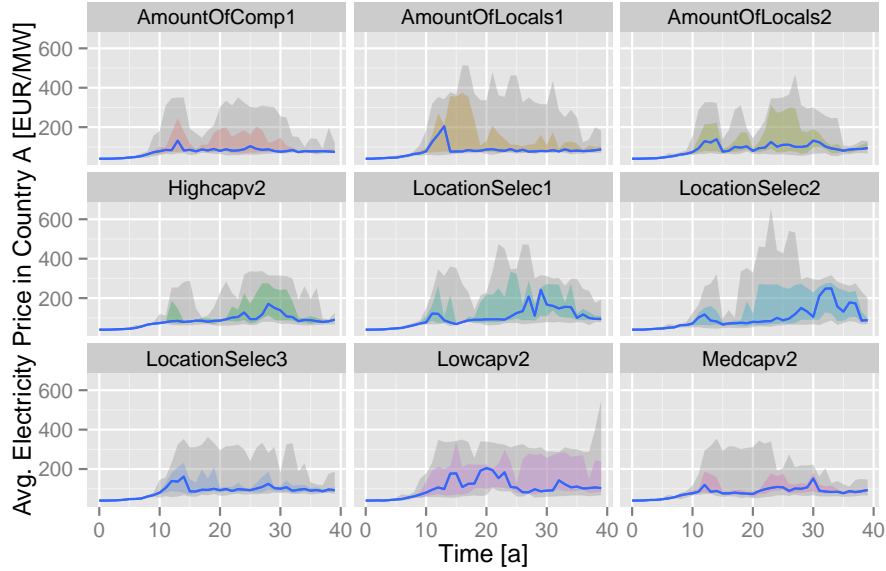 AmountOfComp1 AmountOfLocals1 AmountOfLocals2
600
400
200
Highcapv2 LocationSelec1 LocationSelec2
600
400
200
LocationSelec3 Lowcapv2 Medcapv2
600
400
200
0 10 20 30 40 0 10 20 30 40 0 10 20 30 40
Time [a]
Avg. Electricity Price in Country A [EUR/MW]